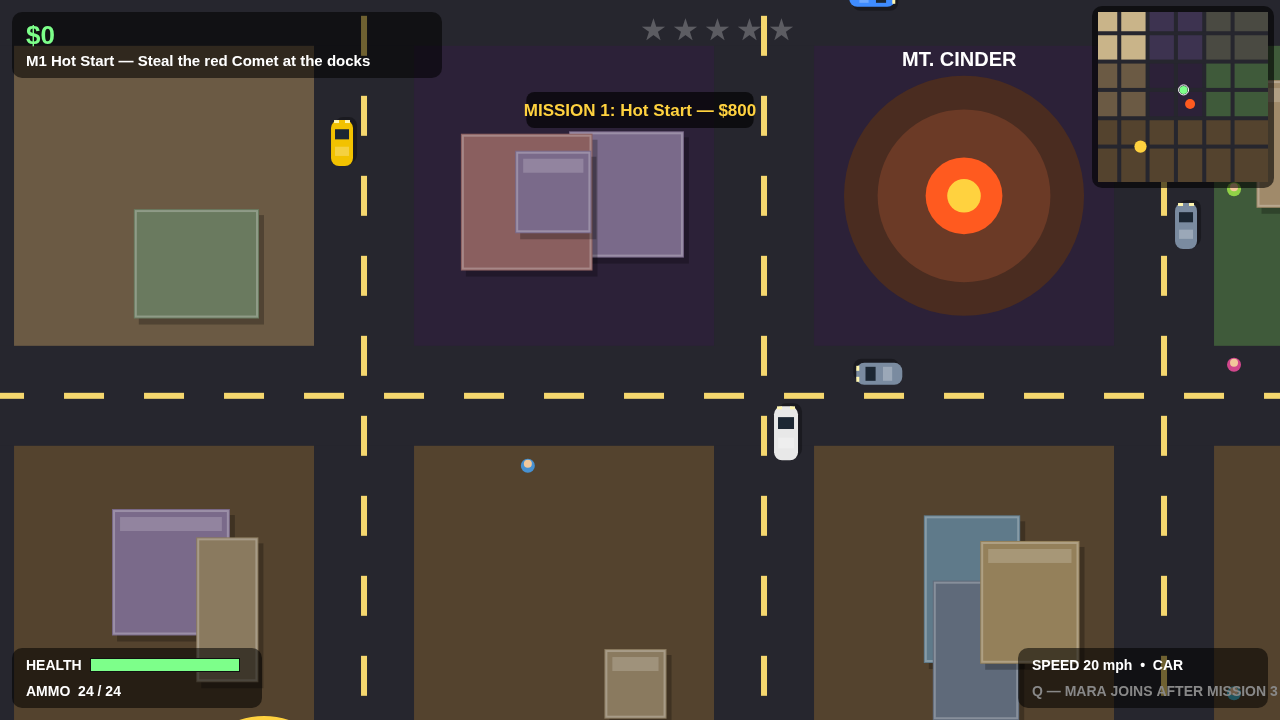 $0
M1 Hot Start — Steal the red Comet at the docks
★★★★★
MISSION 1: Hot Start — $800
MT. CINDER
HEALTH
AMMO 24 / 24
SPEED 20 mph • CAR
Q — MARA JOINS AFTER MISSION 3